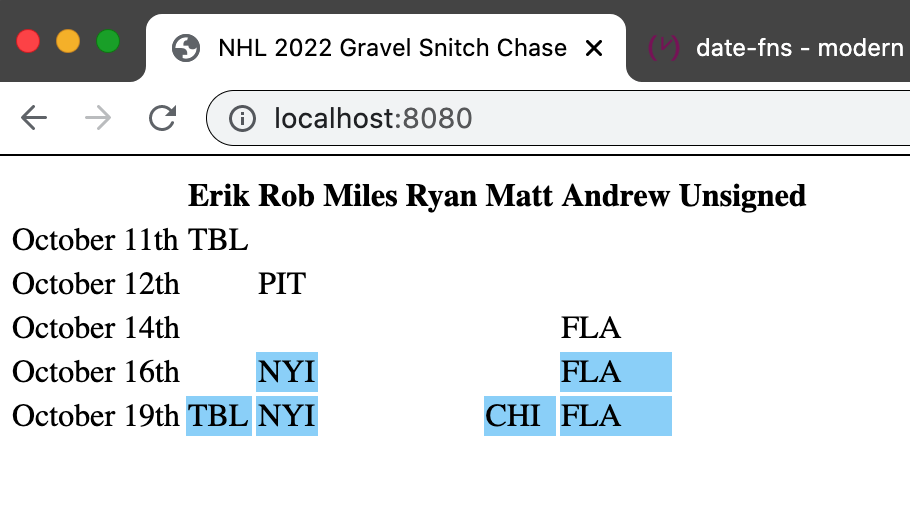 NHL 2022 Gravel Snitch Chase date-fns - modern
localhost:8080
Erik Rob Miles Ryan Matt Andrew Unsigned
October 11th TBL
October 12th PIT
October 14th FLA
October 16th NYI FLA
October 19th TBL NYI CHI FLA